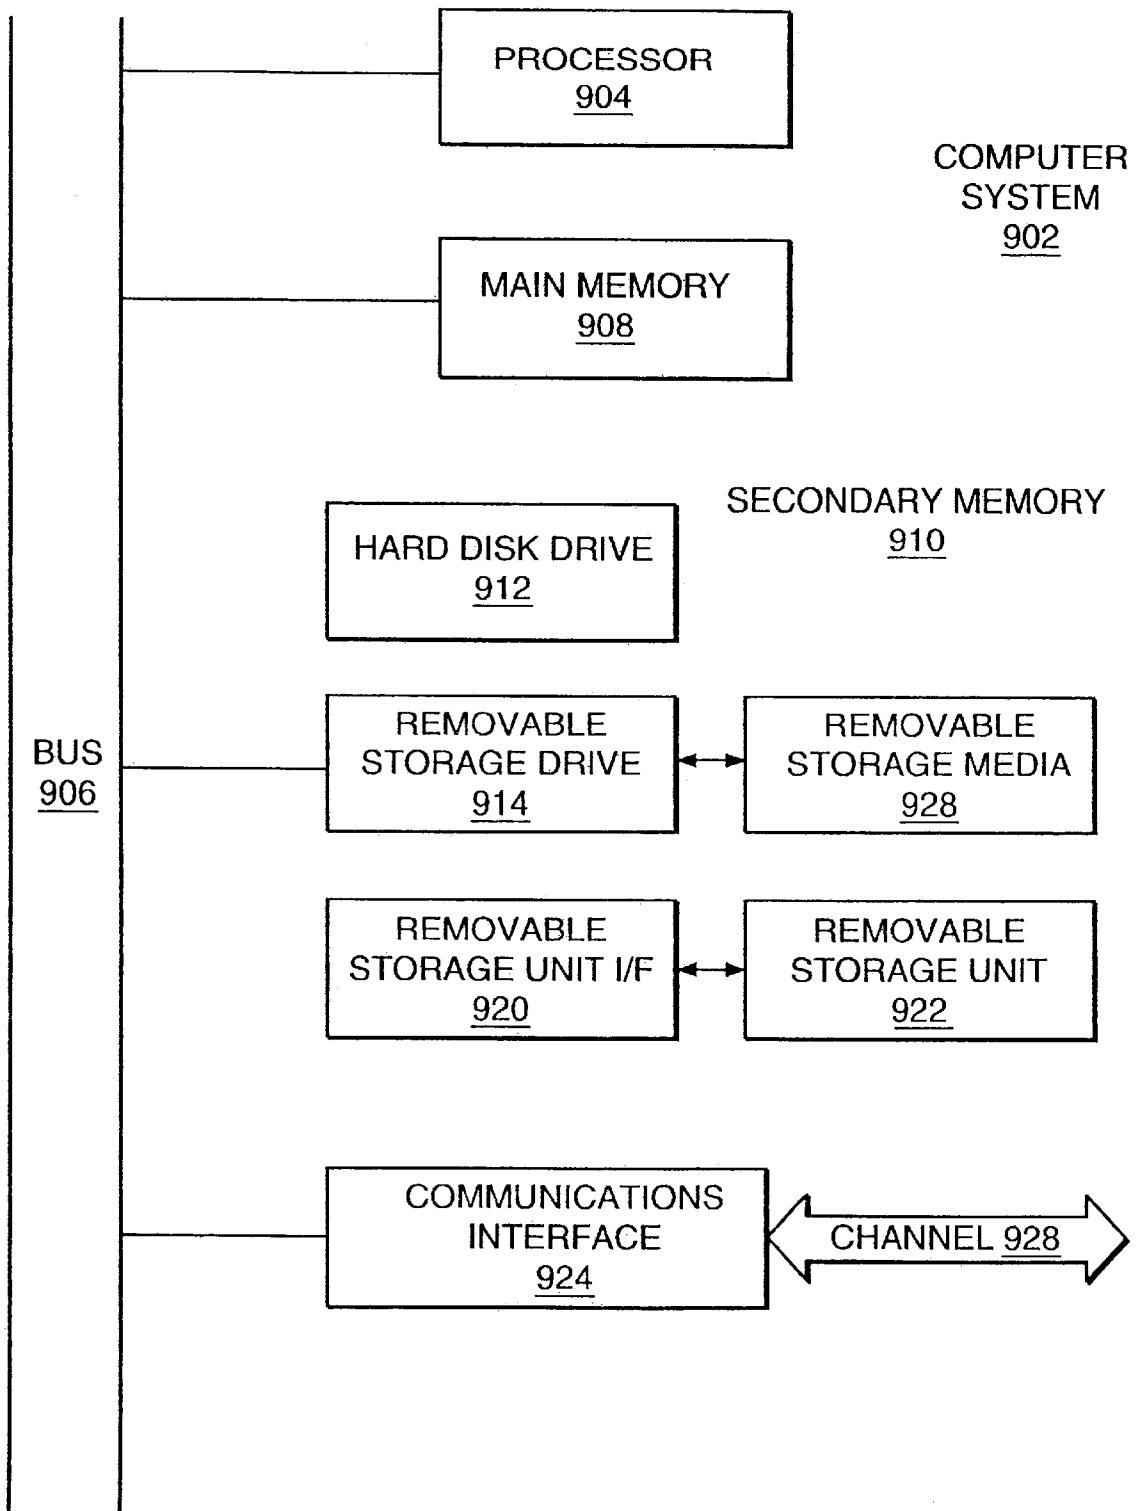 PROCESSOR
904
COMPUTER
SYSTEM
902
MAIN MEMORY
908
SECONDARY MEMORY
910
HARD DISK DRIVE
912
BUS
906
REMOVABLE
STORAGE DRIVE
914
REMOVABLE
STORAGE MEDIA
928
REMOVABLE
STORAGE UNIT I/F
920
REMOVABLE
STORAGE UNIT
922
COMMUNICATIONS
INTERFACE
924
CHANNEL 928